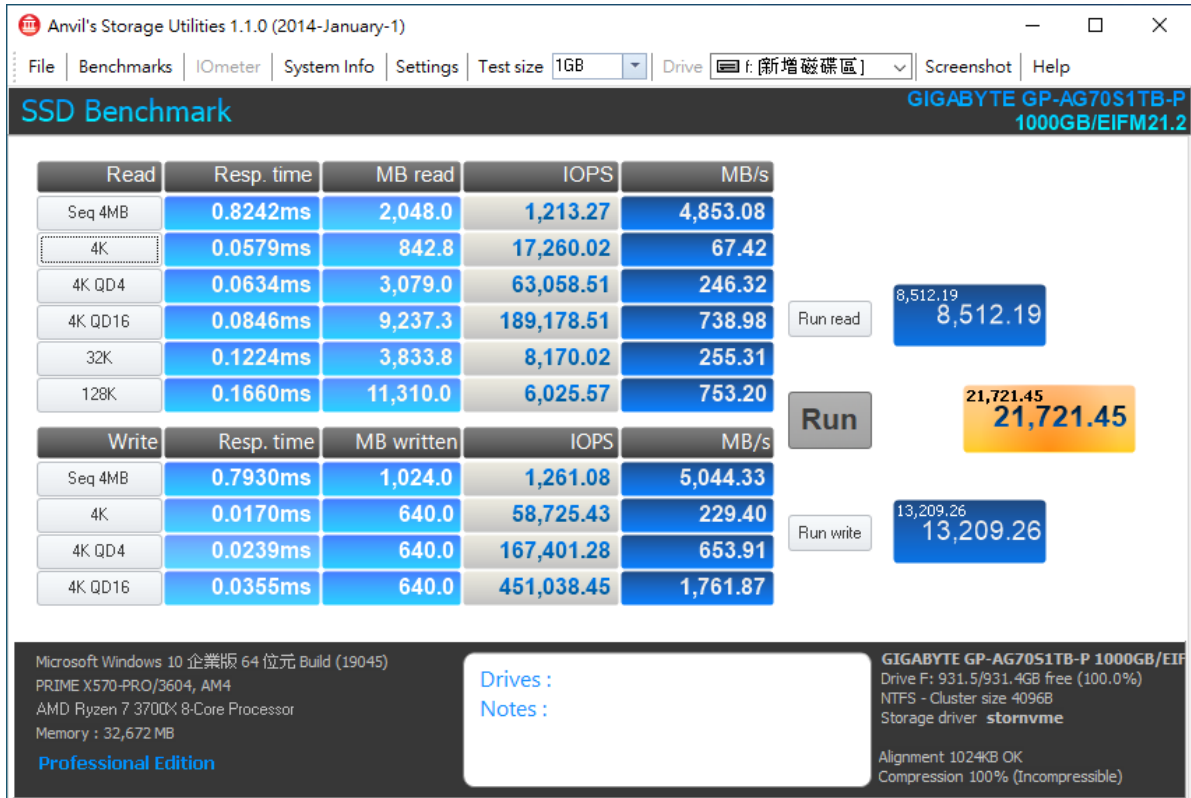 Anvil's Storage Utilities 1.1.0 (2014-January-1)
File Benchmarks IOmeter System Info Settings Test size 1GB Drive f: [新增磁碟區] Screenshot Help
SSD Benchmark
GIGABYTE GP-AG70S1TB-P
1000GB/EIFM21.2
Read Resp. time MB read IOPS MB/s
Seq 4MB 0.8242ms 2,048.0 1,213.27 4,853.08
4K 0.0579ms 842.8 17,260.02 67.42
4K QD4 0.0634ms 3,079.0 63,058.51 246.32
4K QD16 0.0846ms 9,237.3 189,178.51 738.98
32K 0.1224ms 3,833.8 8,170.02 255.31
128K 0.1660ms 11,310.0 6,025.57 753.20
Run read
8,512.19
8,512.19
Run
21,721.45
21,721.45
Write Resp. time MB written IOPS MB/s
Seq 4MB 0.7930ms 1,024.0 1,261.08 5,044.33
4K 0.0170ms 640.0 58,725.43 229.40
4K QD4 0.0239ms 640.0 167,401.28 653.91
4K QD16 0.0355ms 640.0 451,038.45 1,761.87
Run write
13,209.26
13,209.26
Microsoft Windows 10 企業版 64 位元 Build (19045)
PRIME X570-PRO/3604, AM4
AMD Ryzen 7 3700X 8-Core Processor
Memory : 32,672 MB
Professional Edition
Drives :
Notes :
GIGABYTE GP-AG70S1TB-P 1000GB/EIF
Drive F: 931.5/931.4GB free (100.0%)
NTFS - Cluster size 4096B
Storage driver stornvme
Alignment 1024KB OK
Compression 100% (Incompressible)